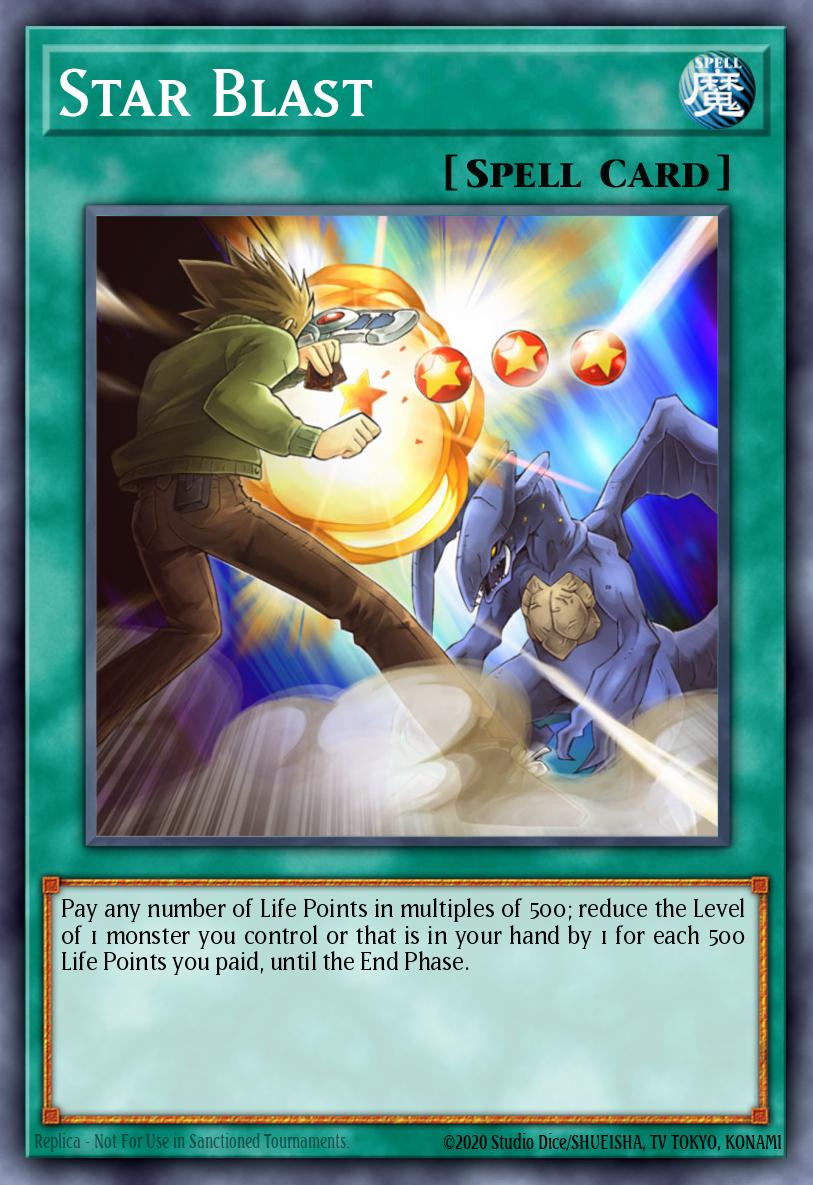 STAR BLAST
SPELL
魔
[ SPELL CARD ]
Pay any number of Life Points in multiples of 500; reduce the Level
of 1 monster you control or that is in your hand by 1 for each 500
Life Points you paid, until the End Phase.
Replica - Not For Use in Sanctioned Tournaments.
©2020 Studio Dice/SHUEISHA, TV TOKYO, KONAMI